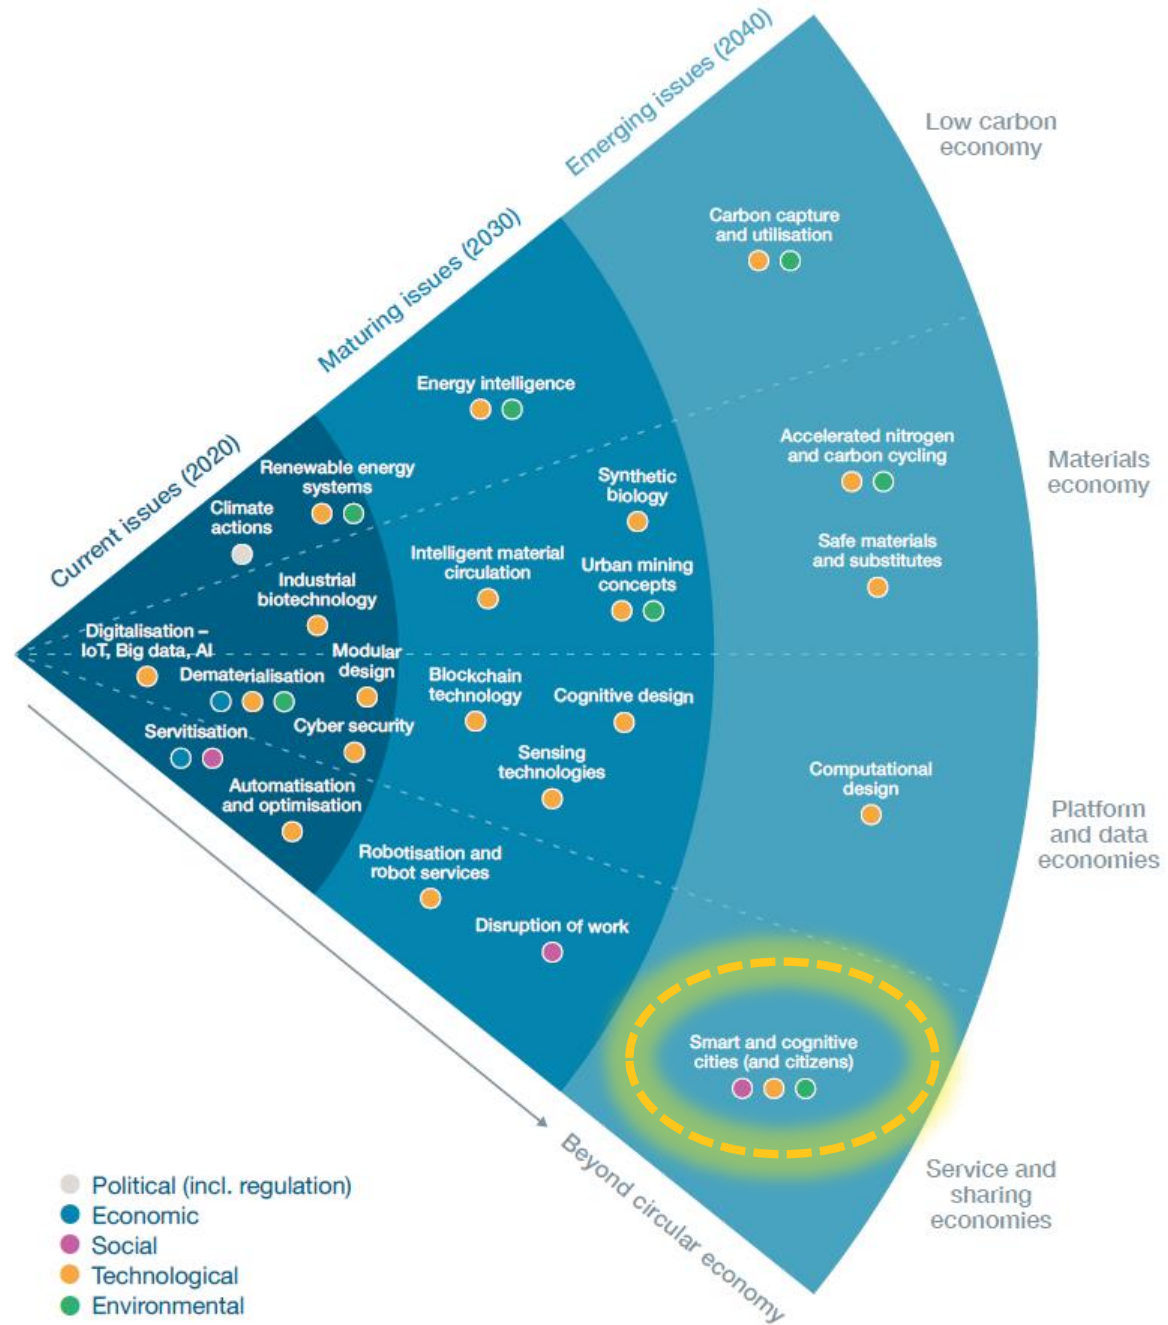 Emerging issues (2040)
Low carbon
economy
Carbon capture
and utilisation
Maturing issues (2030)
Energy intelligence
Accelerated nitrogen
and carbon cycling
Materials
economy
Current issues (2020)
Renewable energy
systems
Synthetic
biology
Climate
actions
Safe materials
and substitutes
Intelligent material
circulation
Urban mining
concepts
Industrial
biotechnology
Digitalisation –
IoT, Big data, AI
Modular
design
Dematerialisation
Blockchain
technology
Cognitive design
Servitisation
Cyber security
Sensing
technologies
Computational
design
Automatisation
and optimisation
Platform
and data
economies
Robotisation and
robot services
Disruption of work
Smart and cognitive
cities (and citizens)
Beyond circular economy
Service and
sharing
economies
Political (incl. regulation)
Economic
Social
Technological
Environmental